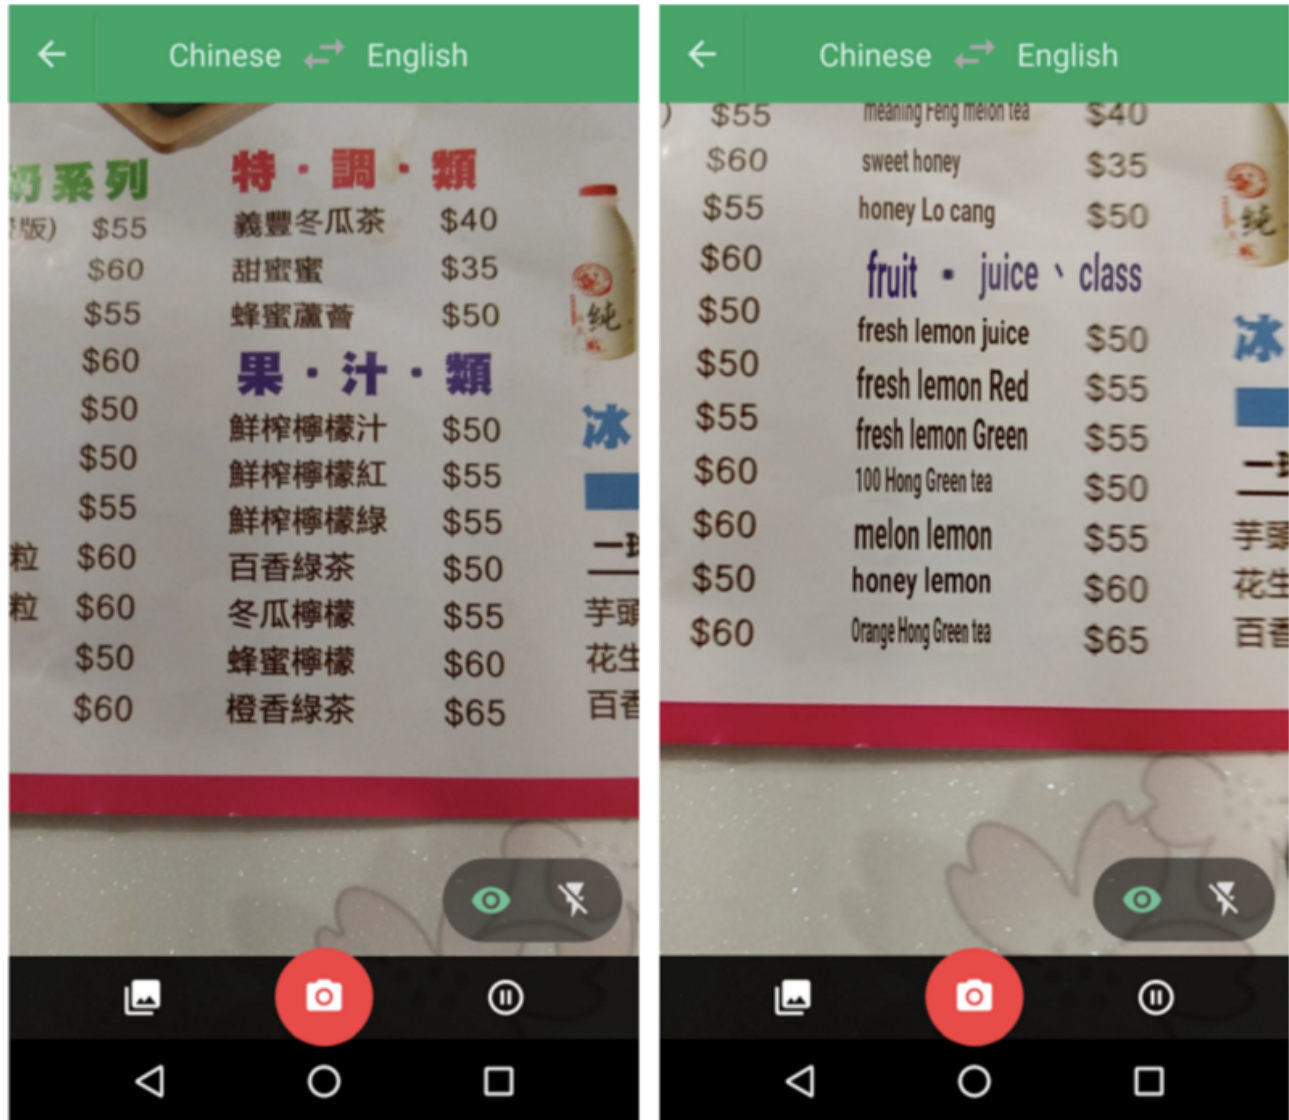 Chinese English
奶系列
特・調・類
版) $55
義豐冬瓜茶 $40
$60
甜蜜蜜 $35
$55
蜂蜜蘆薈 $50
$60
果・汁・類
$50
鮮榨檸檬汁 $50
$50
鮮榨檸檬紅 $55
$55
鮮榨檸檬綠 $55
粒 $60
百香綠茶 $50
粒 $60
冬瓜檸檬 $55
$50
蜂蜜檸檬 $60
$60
橙香綠茶 $65
纯
冰
芋頭
花生
百香
Chinese English
) $55
meaning Feng melon tea $40
$60
sweet honey $35
$55
honey Lo cang $50
$60
fruit ・ juice 、 class
$50
fresh lemon juice $50
$50
fresh lemon Red $55
$55
fresh lemon Green $55
$60
100 Hong Green tea $50
$60
melon lemon $55
$50
honey lemon $60
$60
Orange Hong Green tea $65
纯
冰
芋頭
花生
百香